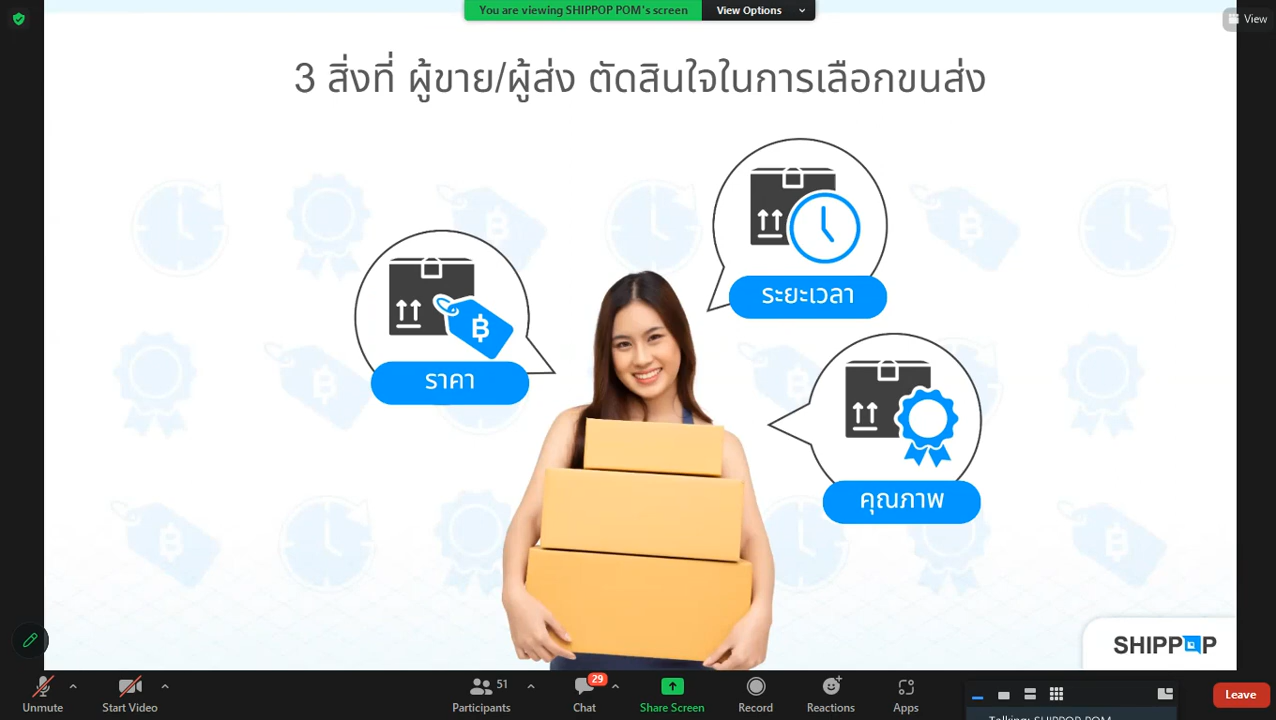 You are viewing SHIPPOP POM's screen
View Options
View
3 สิ่งที่ ผู้ขาย/ผู้ส่ง ตัดสินใจในการเลือกขนส่ง
ระยะเวลา
ราคา
คุณภาพ
SHIPPOP
Unmute
Start Video
51
Participants
29
Chat
Share Screen
Record
Reactions
Apps
Talking: SHIPPOP POM
Leave